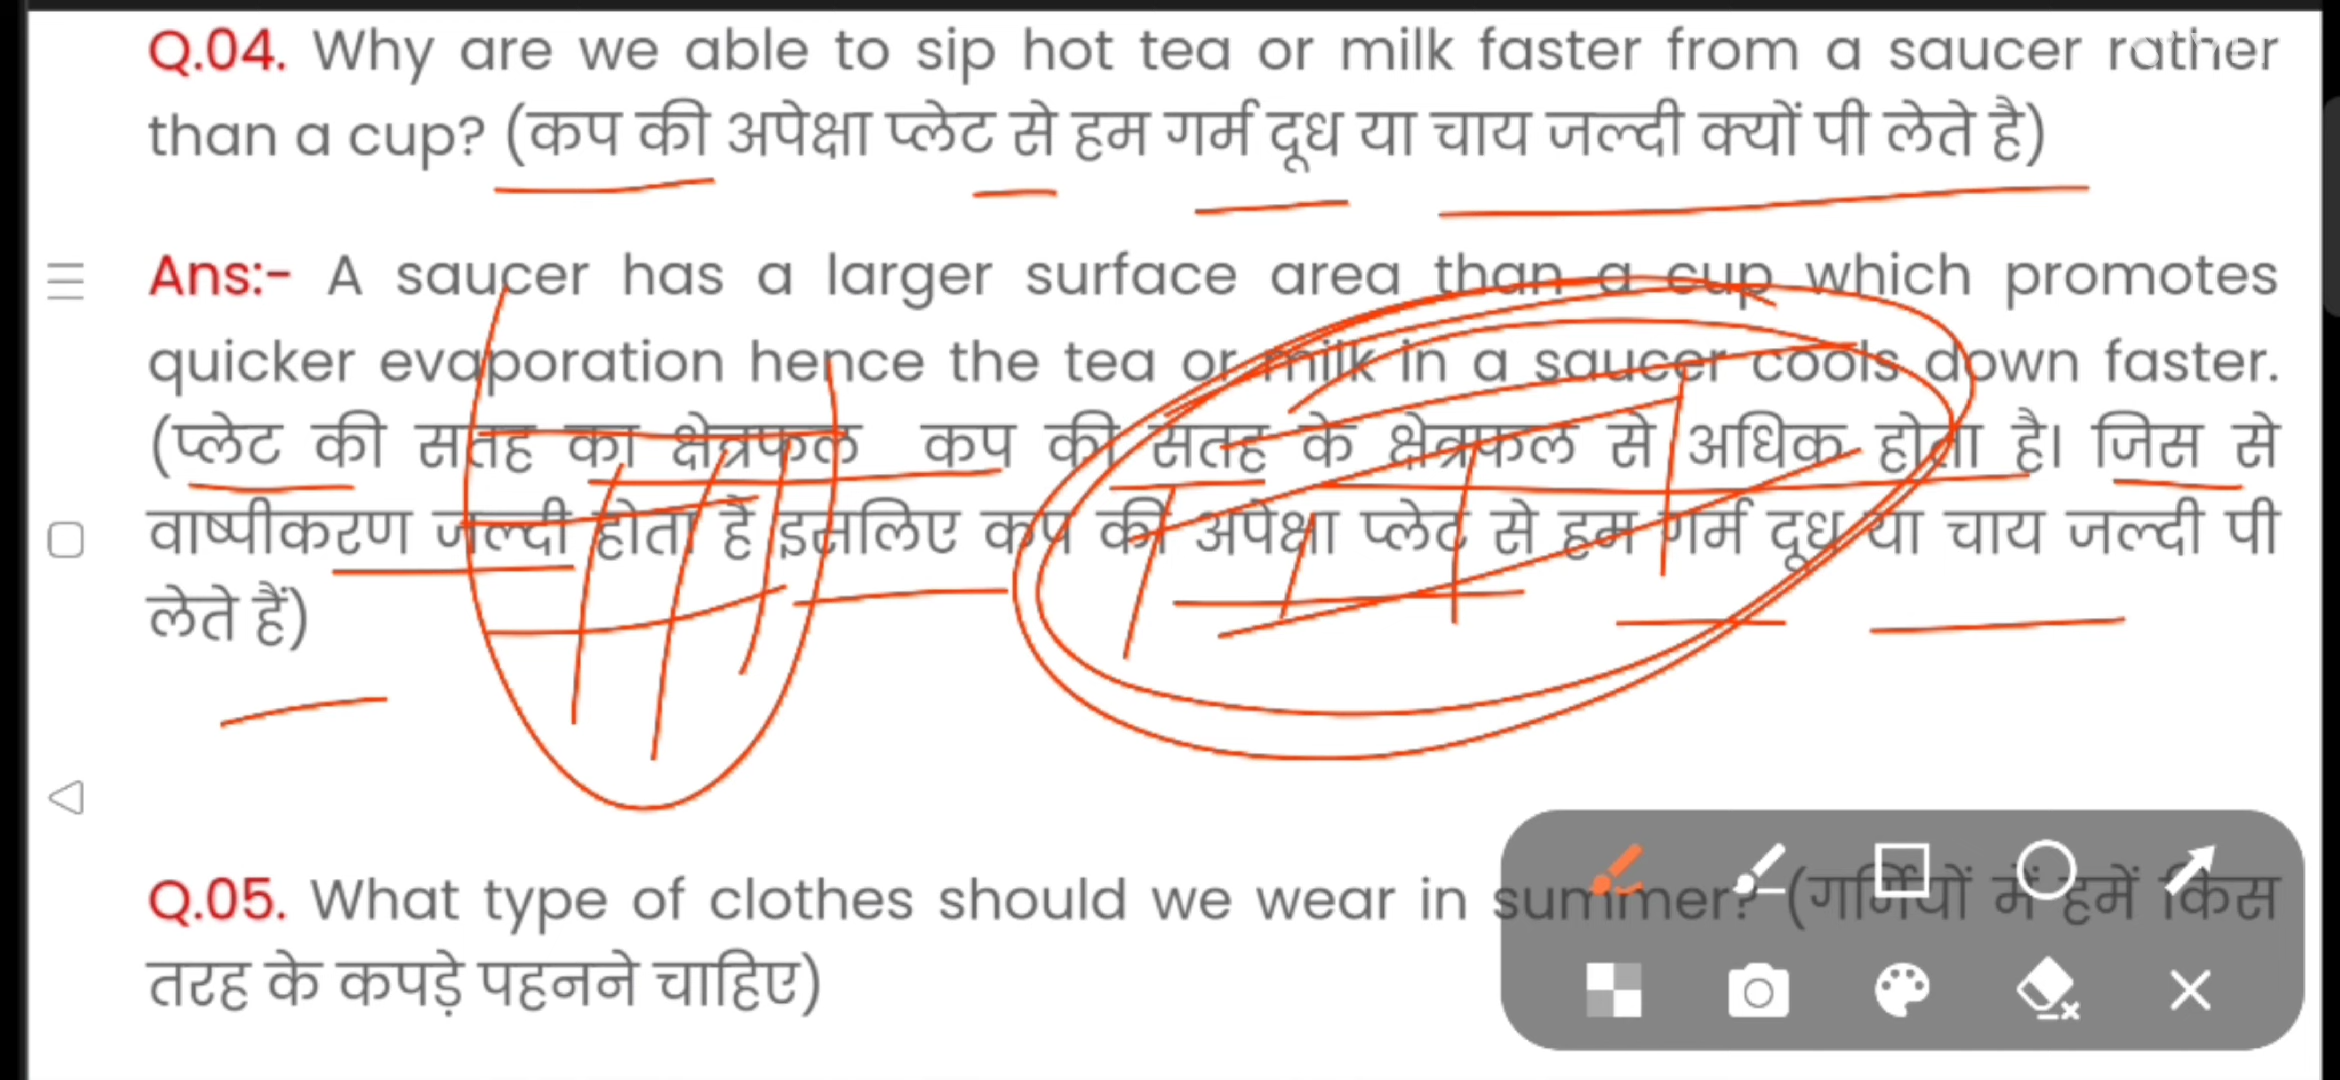 Q.04. Why are we able to sip hot tea or milk faster from a saucer rather
than a cup? (कप की अपेक्षा प्लेट से हम गर्म दूध या चाय जल्दी क्यों पी लेते है)
Ans:- A saucer has a larger surface area than a cup which promotes
quicker evaporation hence the tea or milk in a saucer cools down faster.
(प्लेट की सतह का क्षेत्रफल कप की सतह के क्षेत्रफल से अधिक होता है। जिस से
वाष्पीकरण जल्दी होता है इसलिए कप की अपेक्षा प्लेट से हम गर्म दूध या चाय जल्दी पी
लेते हैं)
Q.05. What type of clothes should we wear in summer? (गर्मियों में हमें किस
तरह के कपड़े पहनने चाहिए)